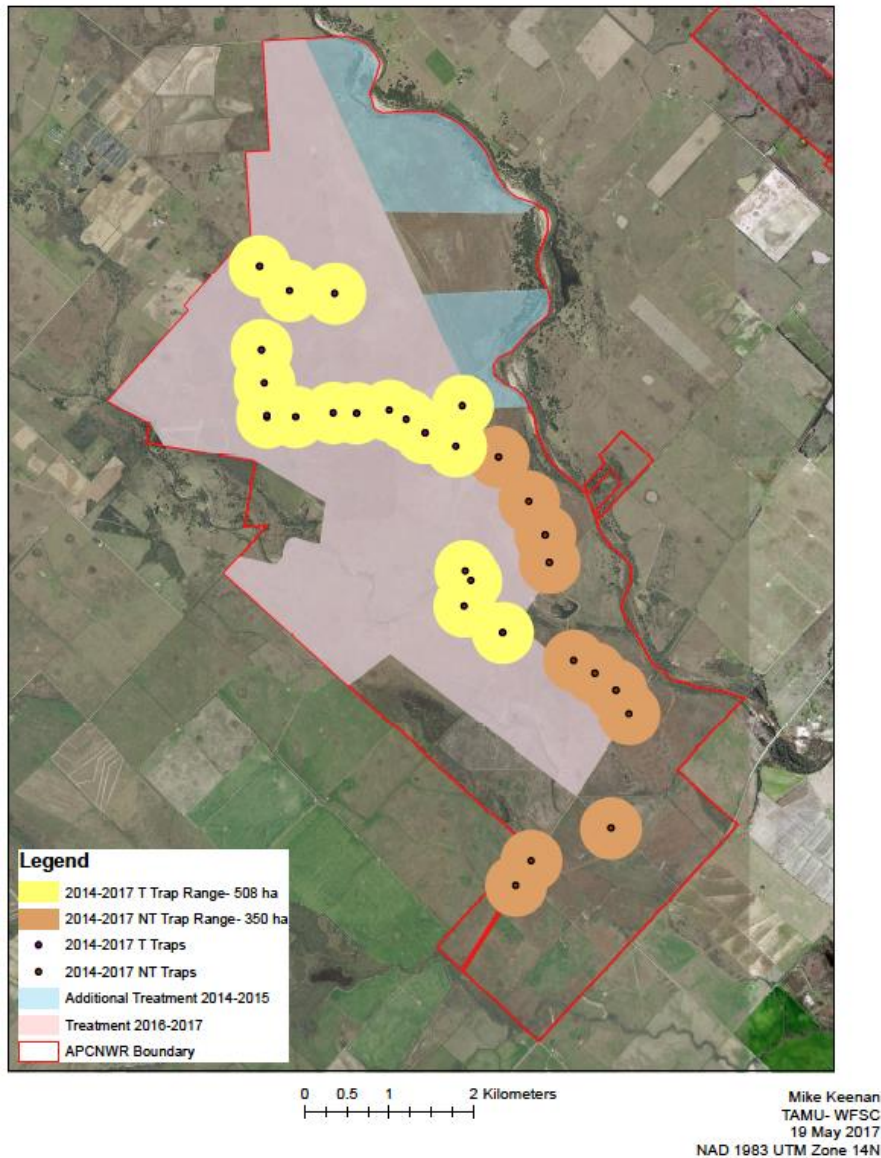 Legend
2014-2017 T Trap Range- 508 ha
2014-2017 NT Trap Range- 350 ha
2014-2017 T Traps
2014-2017 NT Traps
Additional Treatment 2014-2015
Treatment 2016-2017
APCNWR Boundary
0 0.5 1 2 Kilometers
Mike Keenan
TAMU- WFSC
19 May 2017
NAD 1983 UTM Zone 14N